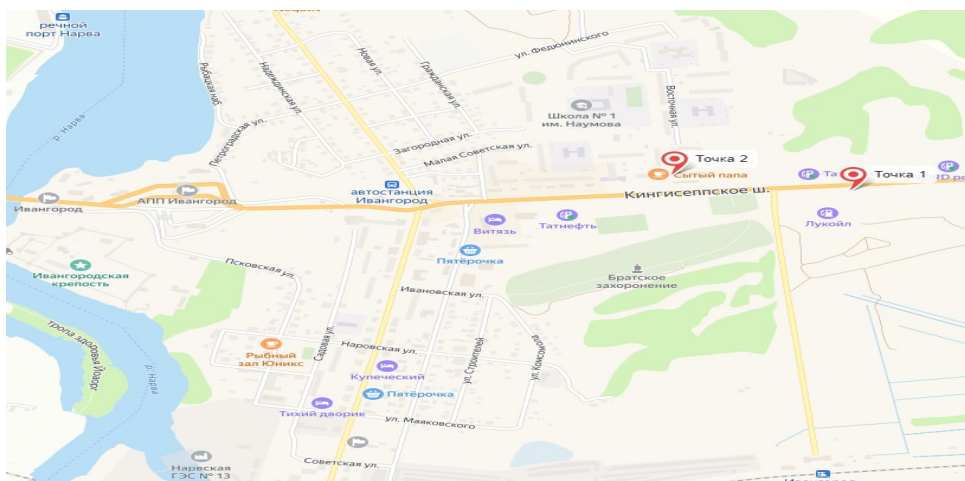 речной
порт Нарва
ул. Федюнинского
Новая ул.
Надеждинская ул.
Рыбацкая наб.
Гражданская ул.
Восточная ул.
Школа № 1
им. Наумова
Петроградская ул.
Загородная ул.
Малая Советская ул.
р. Нарва
Точка 2
Сытый папа
Точка 1
автостанция
Ивангород
Кингисеппское ш.
Ивангород
АПП Ивангород
Витязь
Татнефть
Лукойл
Пятёрочка
Псковская ул.
Ивангородская
крепость
Братское
захоронение
Ивановская ул.
тропа здоровья
р. Нарва
Рыбный
зал Юникс
Садовая ул.
Наровская ул.
ул. Строителей
Купеческий
Пятёрочка
Тихий дворик
ул. Маяковского
Нарвская
ГЭС № 13
Советская ул.